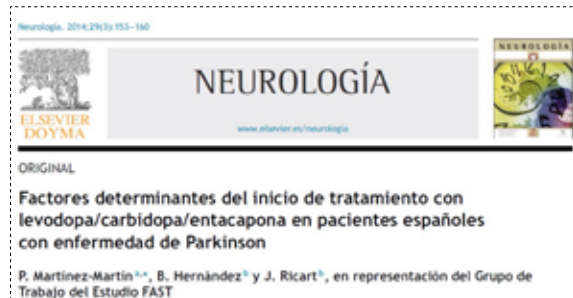 Neurología. 2014;29(3):153—160
NEUROLOGÍA
NEUROLOGÍA
www.elsevier.es/neurologia
ELSEVIER
DOYMA
ORIGINAL
Factores determinantes del inicio de tratamiento con
levodopa/carbidopa/entacapona en pacientes españoles
con enfermedad de Parkinson
P. Martínez-Martín a,*, B. Hernández b y J. Ricart b, en representación del Grupo de
Trabajo del Estudio FAST